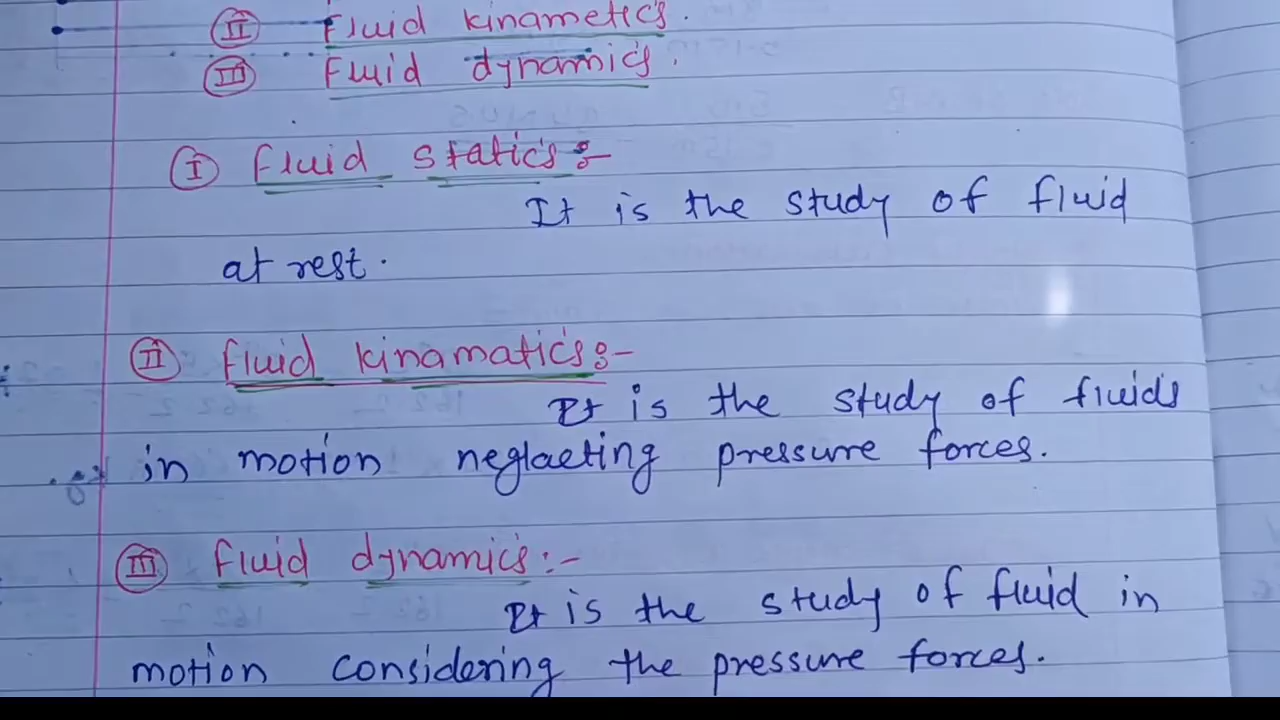 II Fluid kinametics.
III Fluid dynamics.
I Fluid statics:-
It is the study of fluid
at rest.
II Fluid kinamatics:-
It is the study of fluids
in motion neglaeting pressure forces.
III Fluid dynamics:-
It is the study of fluid in
motion considering the pressure forces.